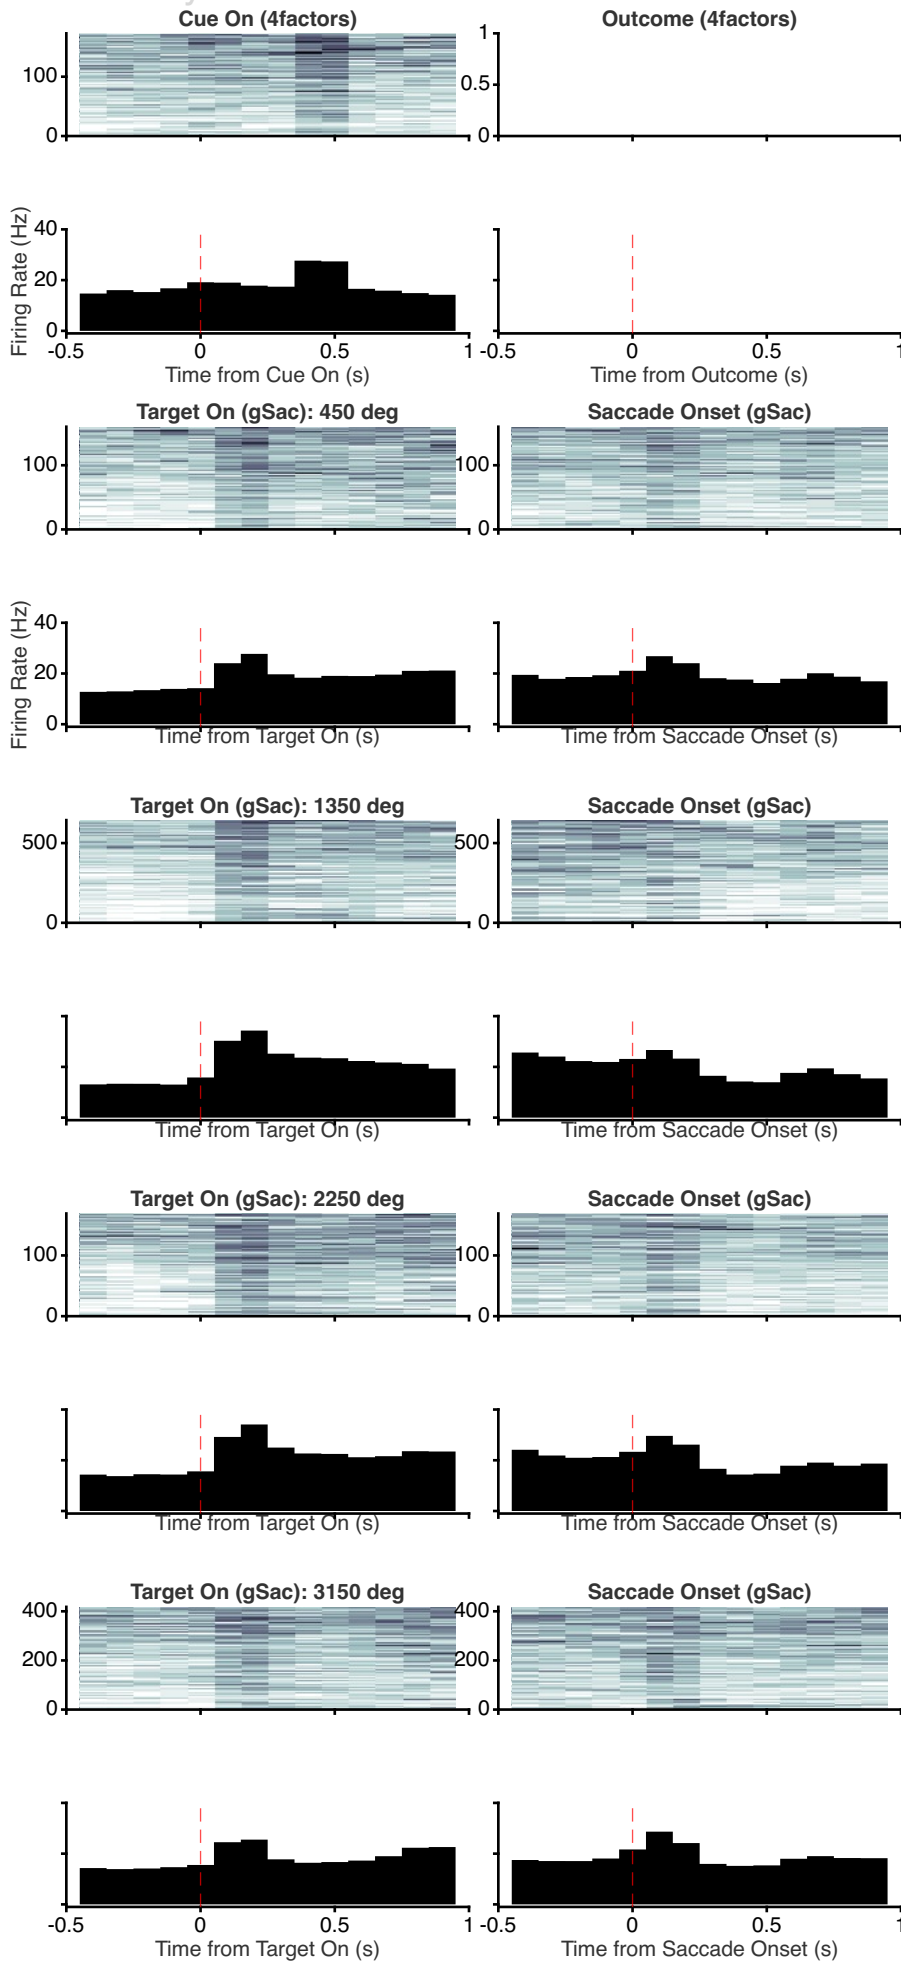 Cue On (4factors) Outcome (4factors)
100
0
1
0.5
0
Firing Rate (Hz)
40
20
0
-0.5 0 0.5 1 -0.5 0 0.5 1
Time from Cue On (s) Time from Outcome (s)
Target On (gSac): 450 deg Saccade Onset (gSac)
100 100
0 0
Firing Rate (Hz)
40
20
0
Time from Target On (s) Time from Saccade Onset (s)
Target On (gSac): 1350 deg Saccade Onset (gSac)
500 500
0 0
Time from Target On (s) Time from Saccade Onset (s)
Target On (gSac): 2250 deg Saccade Onset (gSac)
100 100
0 0
Time from Target On (s) Time from Saccade Onset (s)
Target On (gSac): 3150 deg Saccade Onset (gSac)
400 400
200 200
0 0
-0.5 0 0.5 1 -0.5 0 0.5 1
Time from Target On (s) Time from Saccade Onset (s)